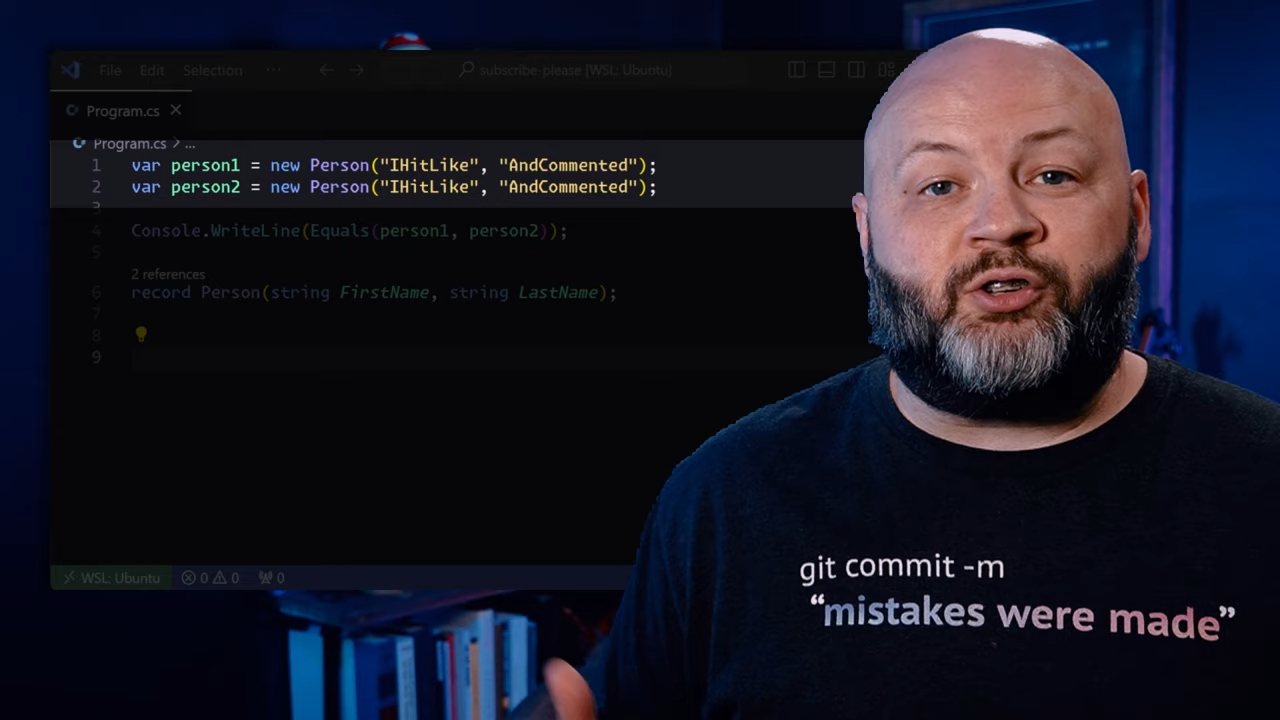 File Edit Selection ··· subscribe-please [WSL: Ubuntu]
Program.cs
Program.cs > ...
1 var person1 = new Person("IHitLike", "AndCommented");
2 var person2 = new Person("IHitLike", "AndCommented");
3
4 Console.WriteLine(Equals(person1, person2));
5
2 references
6 record Person(string FirstName, string LastName);
7
8
9
WSL: Ubuntu 0 0 0
git commit -m
“mistakes were made”